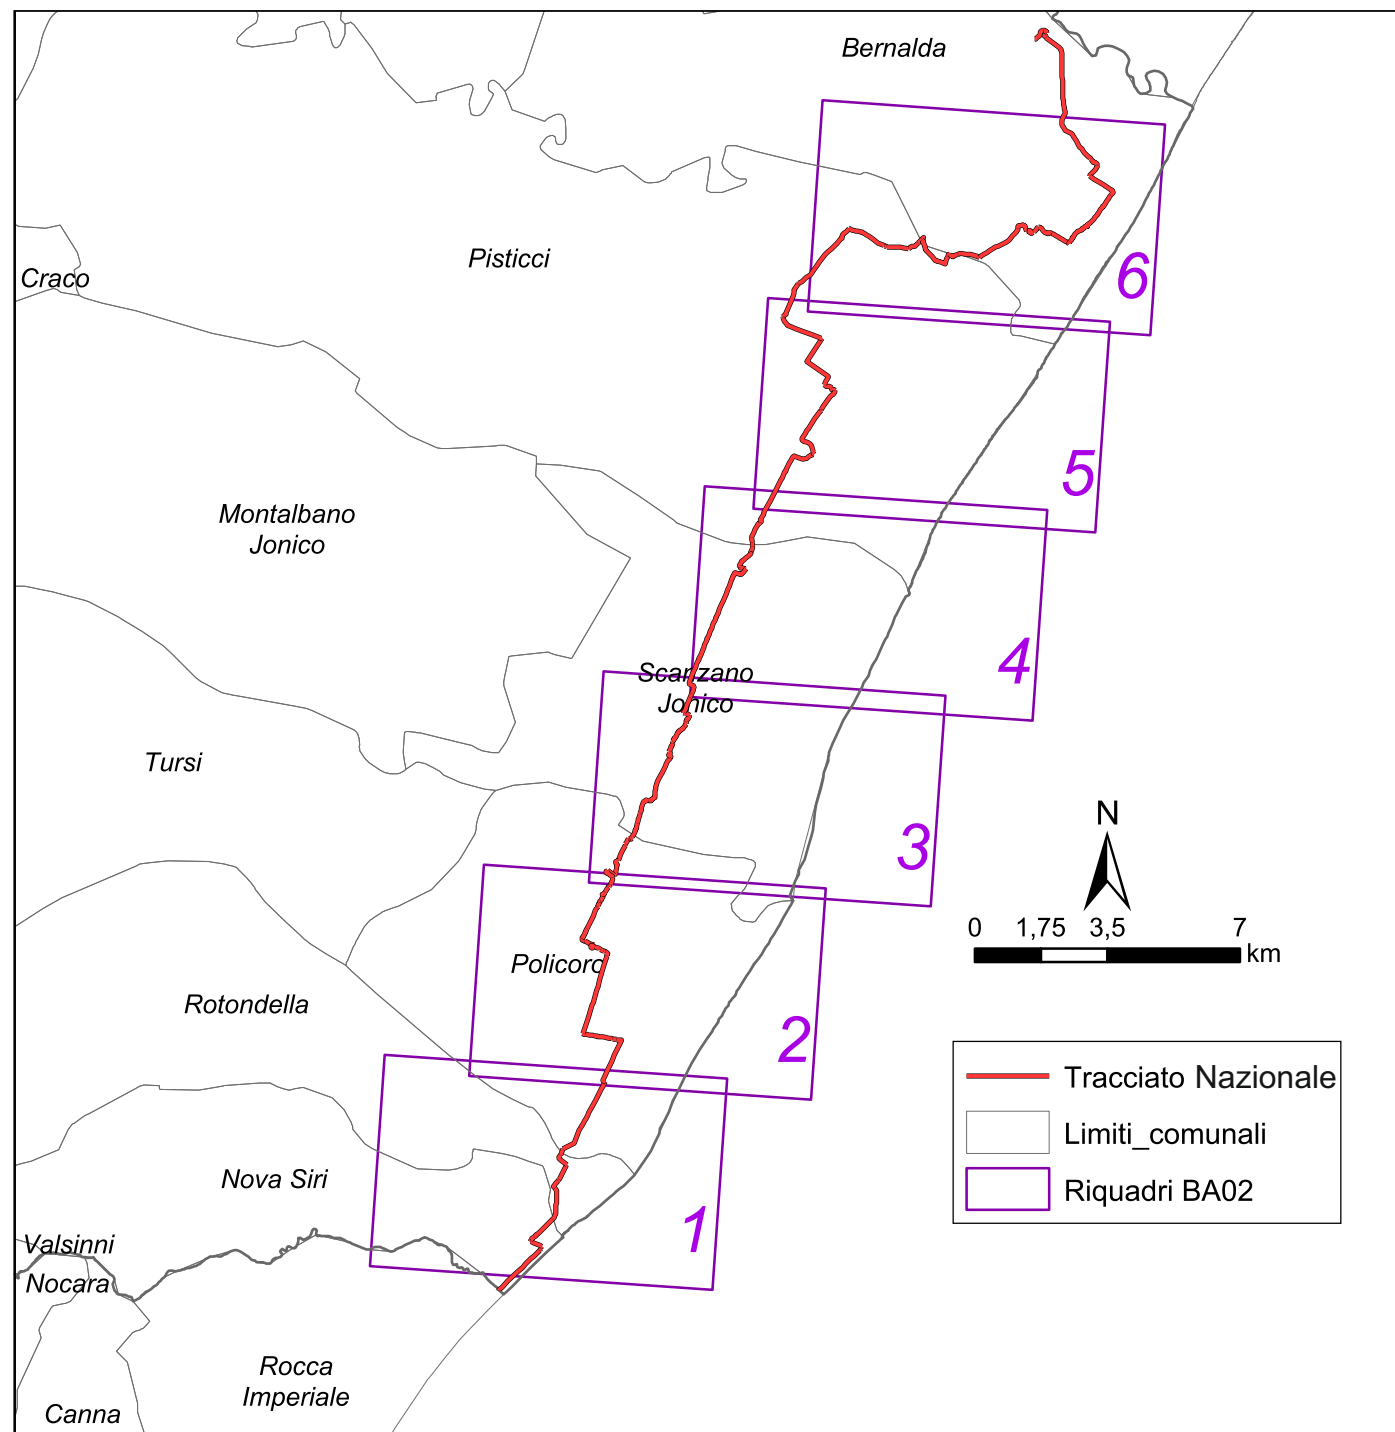 Bernalda
Pisticci
Craco
6
5
Montalbano
Jonico
4
Scanzano
Jonico
Tursi
3
N
0 1,75 3,5 7
km
Policoro
Rotondella
2
Tracciato Nazionale
Limiti_comunali
Riquadri BA02
Nova Siri
1
Valsinni
Nocara
Rocca
Imperiale
Canna